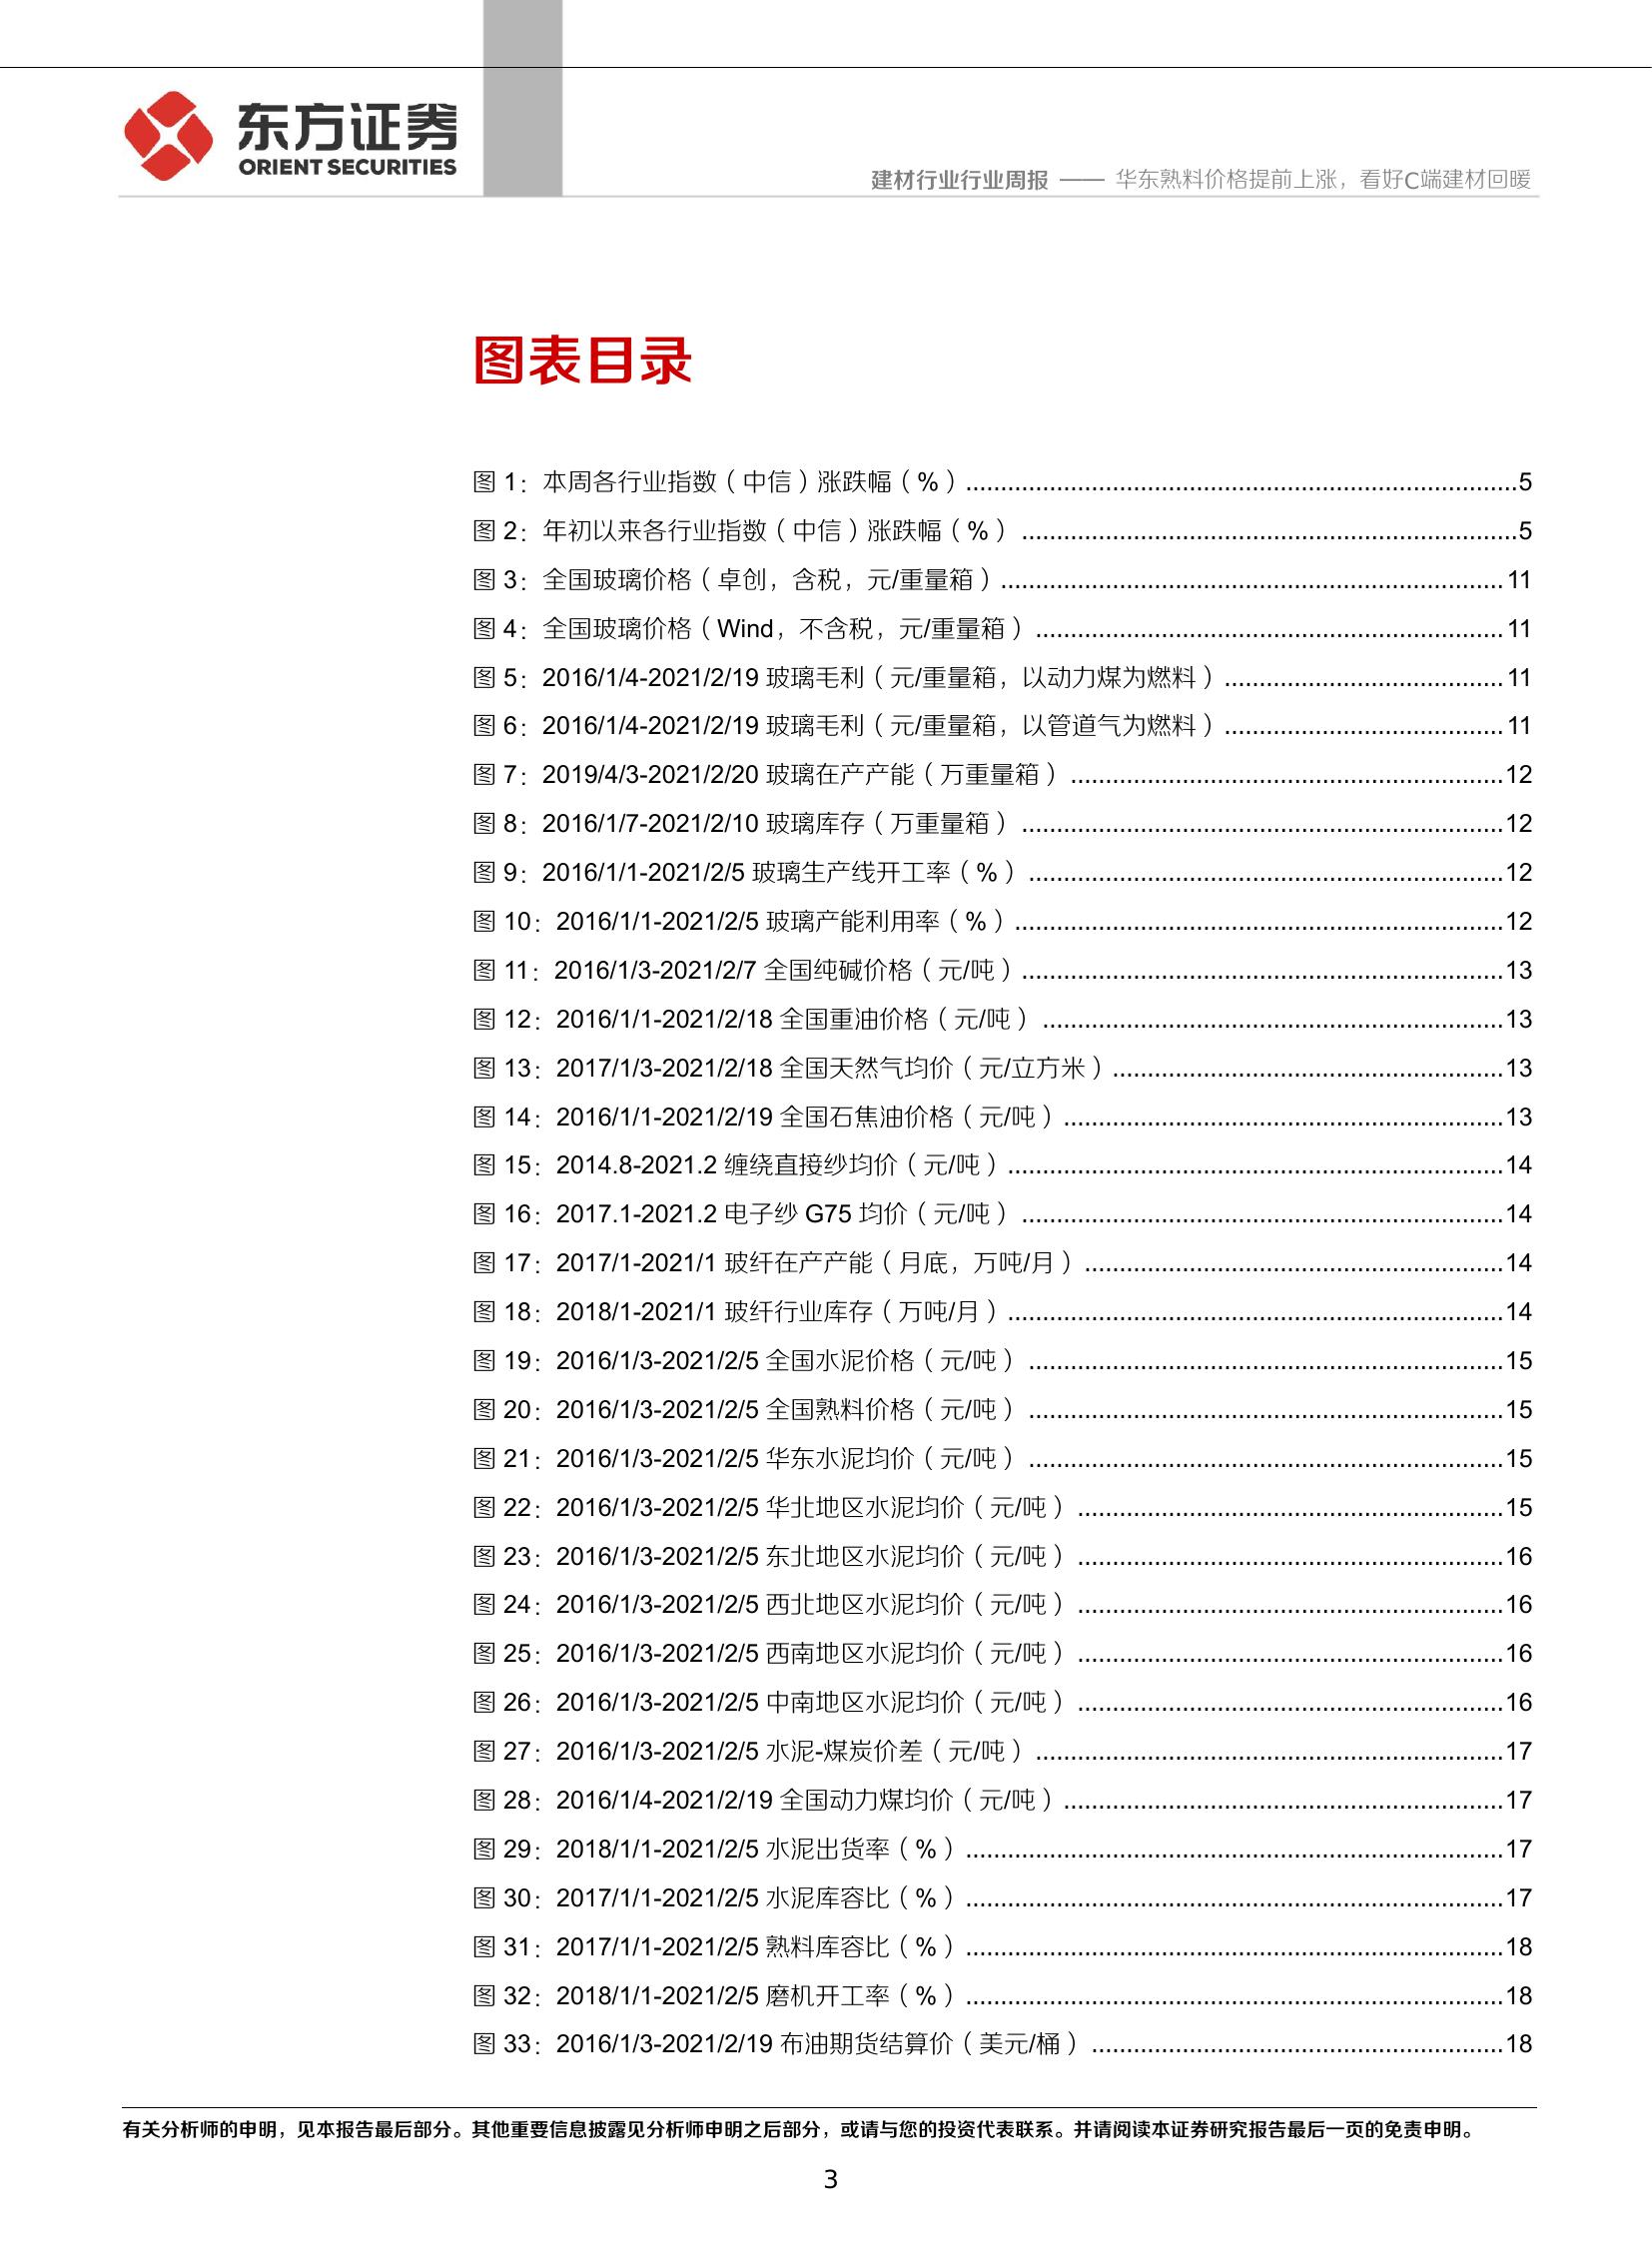 东方证券
ORIENT SECURITIES
建材行业行业周报 —— 华东熟料价格提前上涨，看好C端建材回暖
图表目录
图 1：本周各行业指数（中信）涨跌幅（%）........................................5
图 2：年初以来各行业指数（中信）涨跌幅（%）........................................5
图 3：全国玻璃价格（卓创，含税，元/重量箱）........................................11
图 4：全国玻璃价格（Wind，不含税，元/重量箱）........................................11
图 5：2016/1/4-2021/2/19 玻璃毛利（元/重量箱，以动力煤为燃料）........................................11
图 6：2016/1/4-2021/2/19 玻璃毛利（元/重量箱，以管道气为燃料）........................................11
图 7：2019/4/3-2021/2/20 玻璃在产产能（万重量箱）........................................12
图 8：2016/1/7-2021/2/10 玻璃库存（万重量箱）........................................12
图 9：2016/1/1-2021/2/5 玻璃生产线开工率（%）........................................12
图 10：2016/1/1-2021/2/5 玻璃产能利用率（%）........................................12
图 11：2016/1/3-2021/2/7 全国纯碱价格（元/吨）........................................13
图 12：2016/1/1-2021/2/18 全国重油价格（元/吨）........................................13
图 13：2017/1/3-2021/2/18 全国天然气均价（元/立方米）........................................13
图 14：2016/1/1-2021/2/19 全国石焦油价格（元/吨）........................................13
图 15：2014.8-2021.2 缠绕直接纱均价（元/吨）........................................14
图 16：2017.1-2021.2 电子纱 G75 均价（元/吨）........................................14
图 17：2017/1-2021/1 玻纤在产产能（月底，万吨/月）........................................14
图 18：2018/1-2021/1 玻纤行业库存（万吨/月）........................................14
图 19：2016/1/3-2021/2/5 全国水泥价格（元/吨）........................................15
图 20：2016/1/3-2021/2/5 全国熟料价格（元/吨）........................................15
图 21：2016/1/3-2021/2/5 华东水泥均价（元/吨）........................................15
图 22：2016/1/3-2021/2/5 华北地区水泥均价（元/吨）........................................15
图 23：2016/1/3-2021/2/5 东北地区水泥均价（元/吨）........................................16
图 24：2016/1/3-2021/2/5 西北地区水泥均价（元/吨）........................................16
图 25：2016/1/3-2021/2/5 西南地区水泥均价（元/吨）........................................16
图 26：2016/1/3-2021/2/5 中南地区水泥均价（元/吨）........................................16
图 27：2016/1/3-2021/2/5 水泥-煤炭价差（元/吨）........................................17
图 28：2016/1/4-2021/2/19 全国动力煤均价（元/吨）........................................17
图 29：2018/1/1-2021/2/5 水泥出货率（%）........................................17
图 30：2017/1/1-2021/2/5 水泥库容比（%）........................................17
图 31：2017/1/1-2021/2/5 熟料库容比（%）........................................18
图 32：2018/1/1-2021/2/5 磨机开工率（%）........................................18
图 33：2016/1/3-2021/2/19 布油期货结算价（美元/桶）........................................18
有关分析师的申明，见本报告最后部分。其他重要信息披露见分析师申明之后部分，或请与您的投资代表联系。并请阅读本证券研究报告最后一页的免责申明。
3